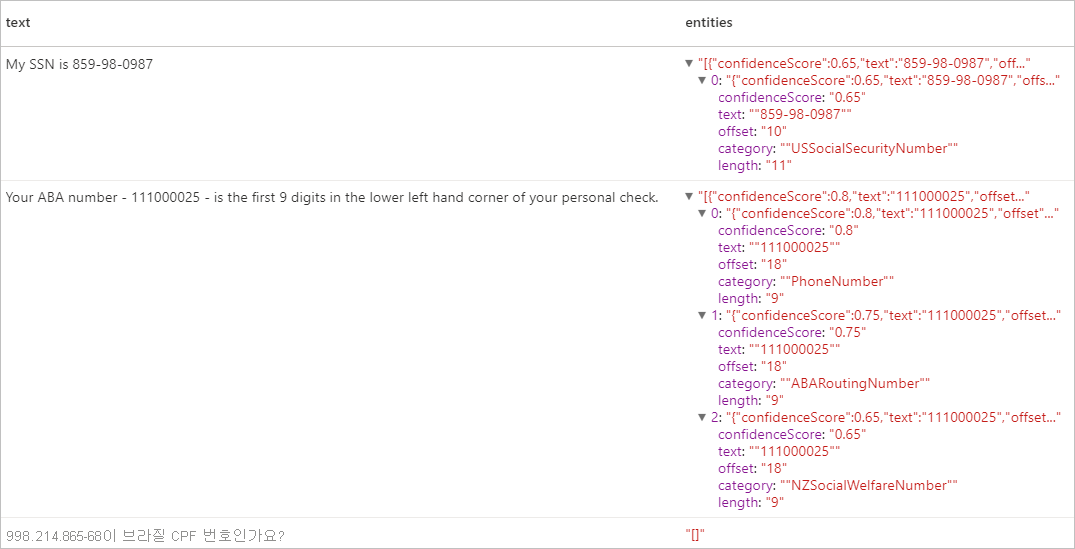 text entities
My SSN is 859-98-0987 ▼ "[{"confidenceScore":0.65,"text":"859-98-0987","off..."
▼ 0: "{"confidenceScore":0.65,"text":"859-98-0987","offs..."
confidenceScore: "0.65"
text: ""859-98-0987""
offset: "10"
category: ""USSocialSecurityNumber""
length: "11"
Your ABA number - 111000025 - is the first 9 digits in the lower left hand corner of your personal check. ▼ "[{"confidenceScore":0.8,"text":"111000025","offset..."
▼ 0: "{"confidenceScore":0.8,"text":"111000025","offset"...
confidenceScore: "0.8"
text: ""111000025""
offset: "18"
category: ""PhoneNumber""
length: "9"
▼ 1: "{"confidenceScore":0.75,"text":"111000025","offset..."
confidenceScore: "0.75"
text: ""111000025""
offset: "18"
category: ""ABARoutingNumber""
length: "9"
▼ 2: "{"confidenceScore":0.65,"text":"111000025","offset..."
confidenceScore: "0.65"
text: ""111000025""
offset: "18"
category: ""NZSocialWelfareNumber""
length: "9"
998.214.865-68이 브라질 CPF 번호인가요? "[]"